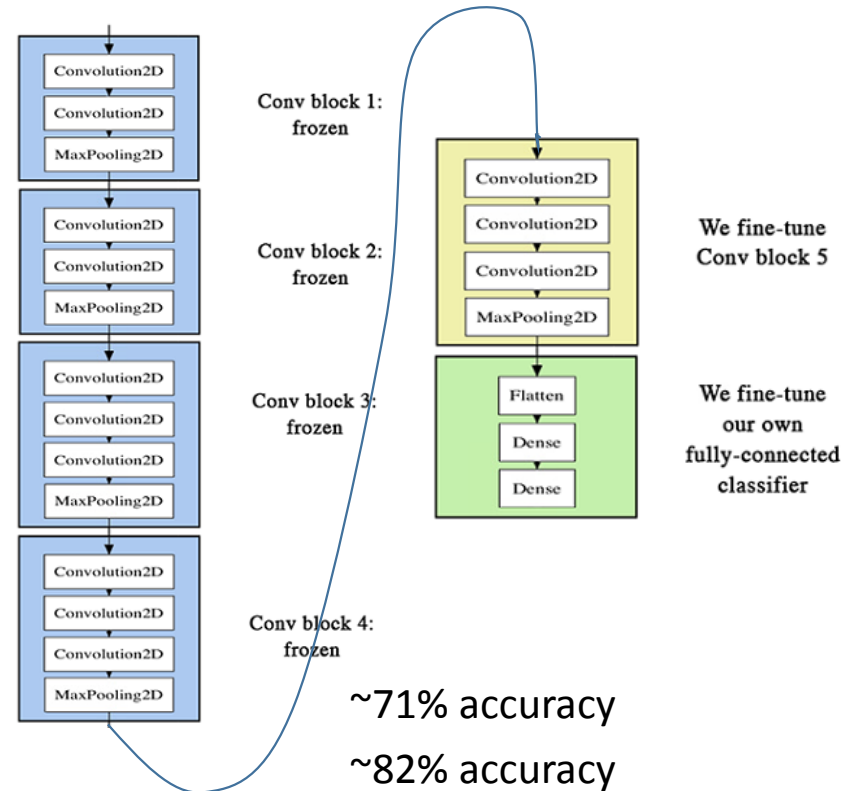 Convolution2D
Convolution2D
MaxPooling2D
Conv block 1:
frozen
Convolution2D
Convolution2D
MaxPooling2D
Conv block 2:
frozen
Convolution2D
Convolution2D
Convolution2D
MaxPooling2D
Conv block 3:
frozen
Convolution2D
Convolution2D
Convolution2D
MaxPooling2D
Conv block 4:
frozen
Convolution2D
Convolution2D
Convolution2D
MaxPooling2D
We fine-tune
Conv block 5
Flatten
Dense
Dense
We fine-tune
our own
fully-connected
classifier
~71% accuracy
~82% accuracy